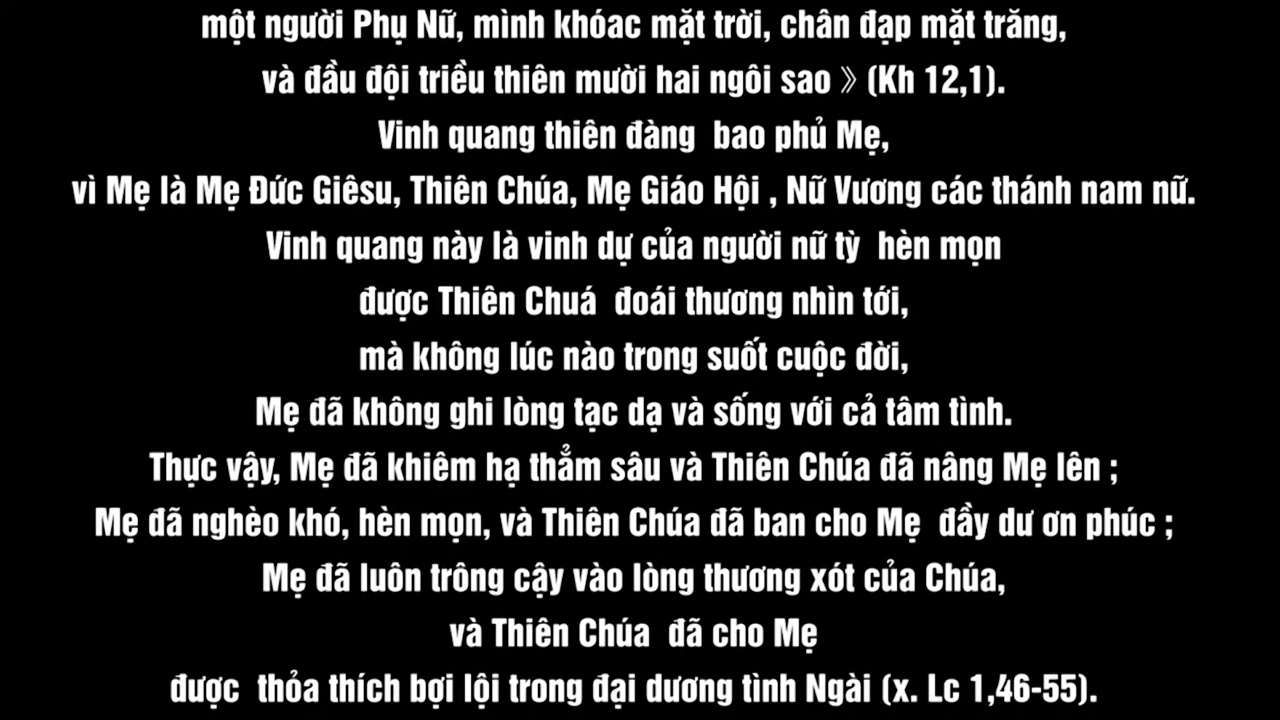 một người Phụ Nữ, mình khóac mặt trời, chân đạp mặt trăng,
và đầu đội triều thiên mười hai ngôi sao 》 (Kh 12,1).
Vinh quang thiên đàng  bao phủ Mẹ,
vì Mẹ là Mẹ Đức Giêsu, Thiên Chúa, Mẹ Giáo Hội , Nữ Vương các thánh nam nữ.
Vinh quang này là vinh dự của người nữ tỳ  hèn mọn
được Thiên Chuá  đoái thương nhìn tới,
mà không lúc nào trong suốt cuộc đời,
Mẹ đã không ghi lòng tạc dạ và sống với cả tâm tình.
Thực vậy, Mẹ đã khiêm hạ thẳm sâu và Thiên Chúa đã nâng Mẹ lên ;
Mẹ đã nghèo khó, hèn mọn, và Thiên Chúa đã ban cho Mẹ  đầy dư ơn phúc ;
Mẹ đã luôn trông cậy vào lòng thương xót của Chúa,
và Thiên Chúa  đã cho Mẹ
được  thỏa thích bợi lội trong đại dương tình Ngài (x. Lc 1,46-55).